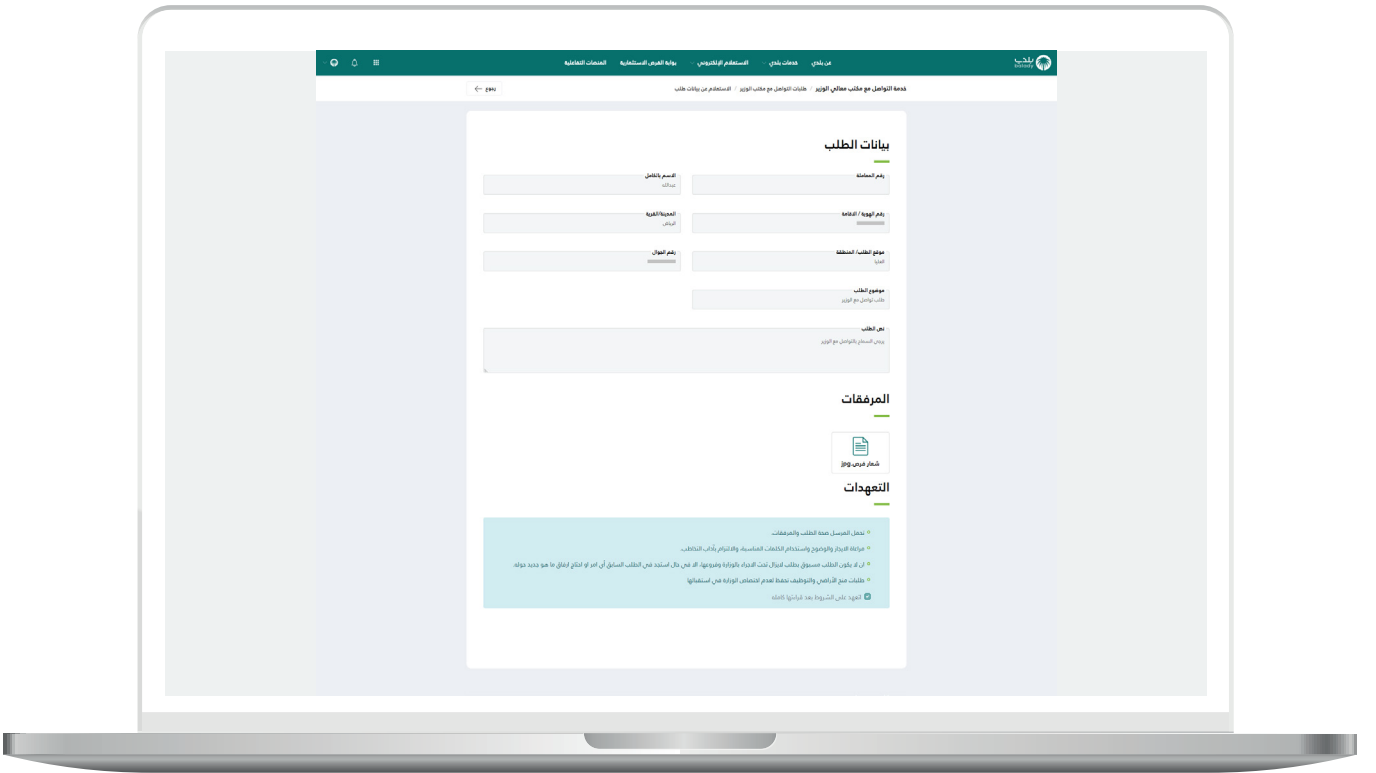 بلدي
balady
عن بلدي
خدمات بلدي
الاستعلام الإلكتروني
بوابة الفرص الاستثمارية
المنصات التفاعلية
خدمة التواصل مع مكتب معالي الوزير / طلبات التواصل مع مكتب الوزير / الاستعلام عن بيانات طلب
رجوع
بيانات الطلب
رقم المعاملة
الاسم بالكامل
عبدالله
رقم الهوية / الاقامة
المدينة/القرية
الرياض
موقع الطلب/ المنطقة
العليا
رقم الجوال
موضوع الطلب
طلب تواصل مع الوزير
نص الطلب
يرجى السماح بالتواصل مع الوزير
المرفقات
شعار فرص.jpg
التعهدات
تحمل المرسل صحة الطلب والمرفقات.
مراعاة الايجاز والوضوح واستخدام الكلمات المناسبة، والالتزام بآداب التخاطب.
ان لا يكون الطلب مسبوق بطلب لايزال تحت الاجراء بالوزارة وفروعها، الا في حال استجد في الطلب السابق أي امر او احتاج ارفاق ما هو جديد حوله.
طلبات منح الأراضي والتوظيف تحفظ لعدم اختصاص الوزارة في استقبالها
اتعهد على الشروط بعد قراءتها كاملة